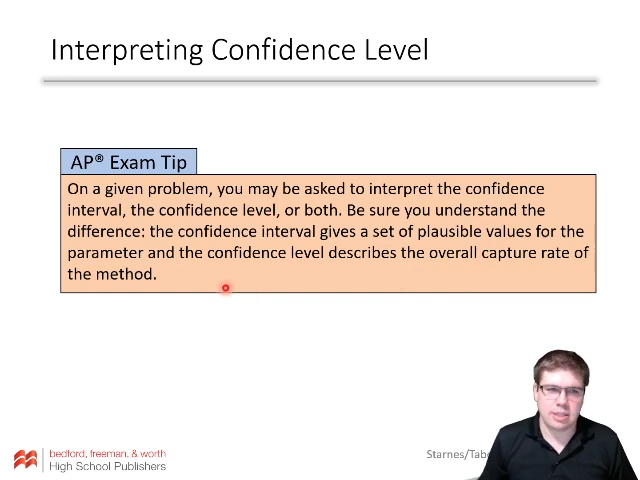 Interpreting Confidence Level
AP® Exam Tip
On a given problem, you may be asked to interpret the confidence
interval, the confidence level, or both. Be sure you understand the
difference: the confidence interval gives a set of plausible values for the
parameter and the confidence level describes the overall capture rate of
the method.
bedford, freeman, & worth
High School Publishers